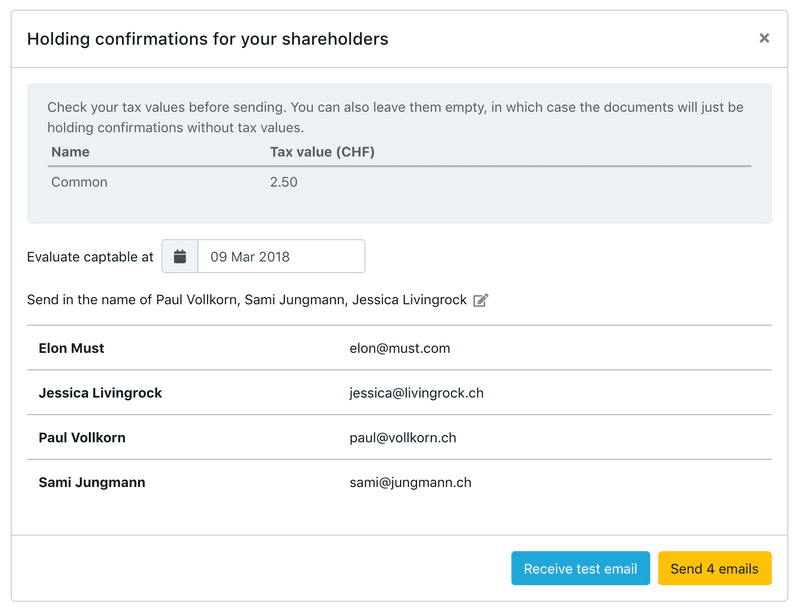 Holding confirmations for your shareholders ×
Check your tax values before sending. You can also leave them empty, in which case the documents will just be
holding confirmations without tax values.
Name Tax value (CHF)
Common 2.50
Evaluate captable at 09 Mar 2018
Send in the name of Paul Vollkorn, Sami Jungmann, Jessica Livingrock
Elon Must elon@must.com
Jessica Livingrock jessica@livingrock.ch
Paul Vollkorn paul@vollkorn.ch
Sami Jungmann sami@jungmann.ch
Receive test email Send 4 emails